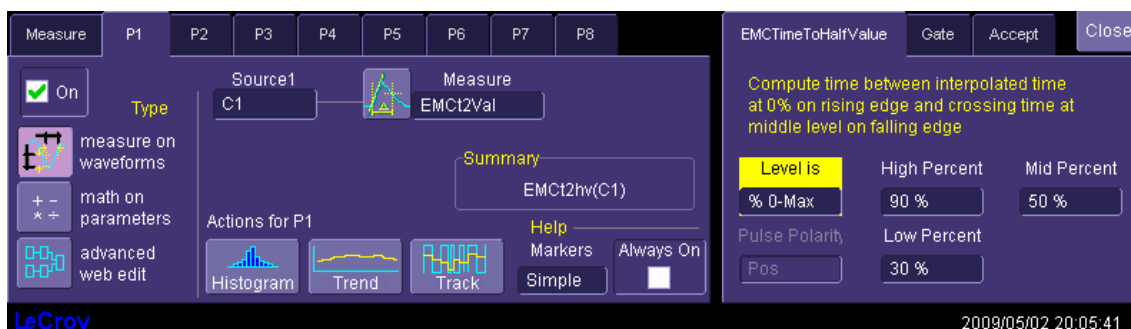 Measure P1 P2 P3 P4 P5 P6 P7 P8
On
Type
measure on
waveforms
+ -
* ÷
math on
parameters
advanced
web edit
Source1
C1
Measure
EMCt2Val
Summary
EMCt2hv(C1)
Actions for P1
Histogram
Trend
Track
Help
Markers
Simple
Always On
EMCTimeToHalfValue Gate Accept Close
Compute time between interpolated time
at 0% on rising edge and crossing time at
middle level on falling edge
Level is
% 0-Max
High Percent
90 %
Mid Percent
50 %
Pulse Polarity
Pos
Low Percent
30 %
LeCroy
2009/05/02 20:05:41